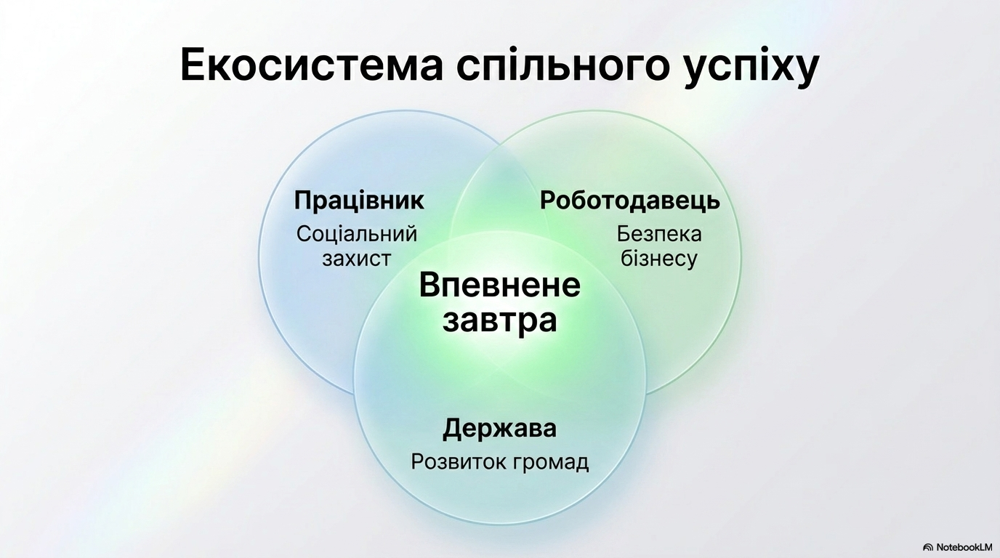 Екосистема спільного успіху
Працівник
Соціальний
захист
Роботодавець
Безпека
бізнесу
Впевнене
завтра
Держава
Розвиток громад
NotebookLM